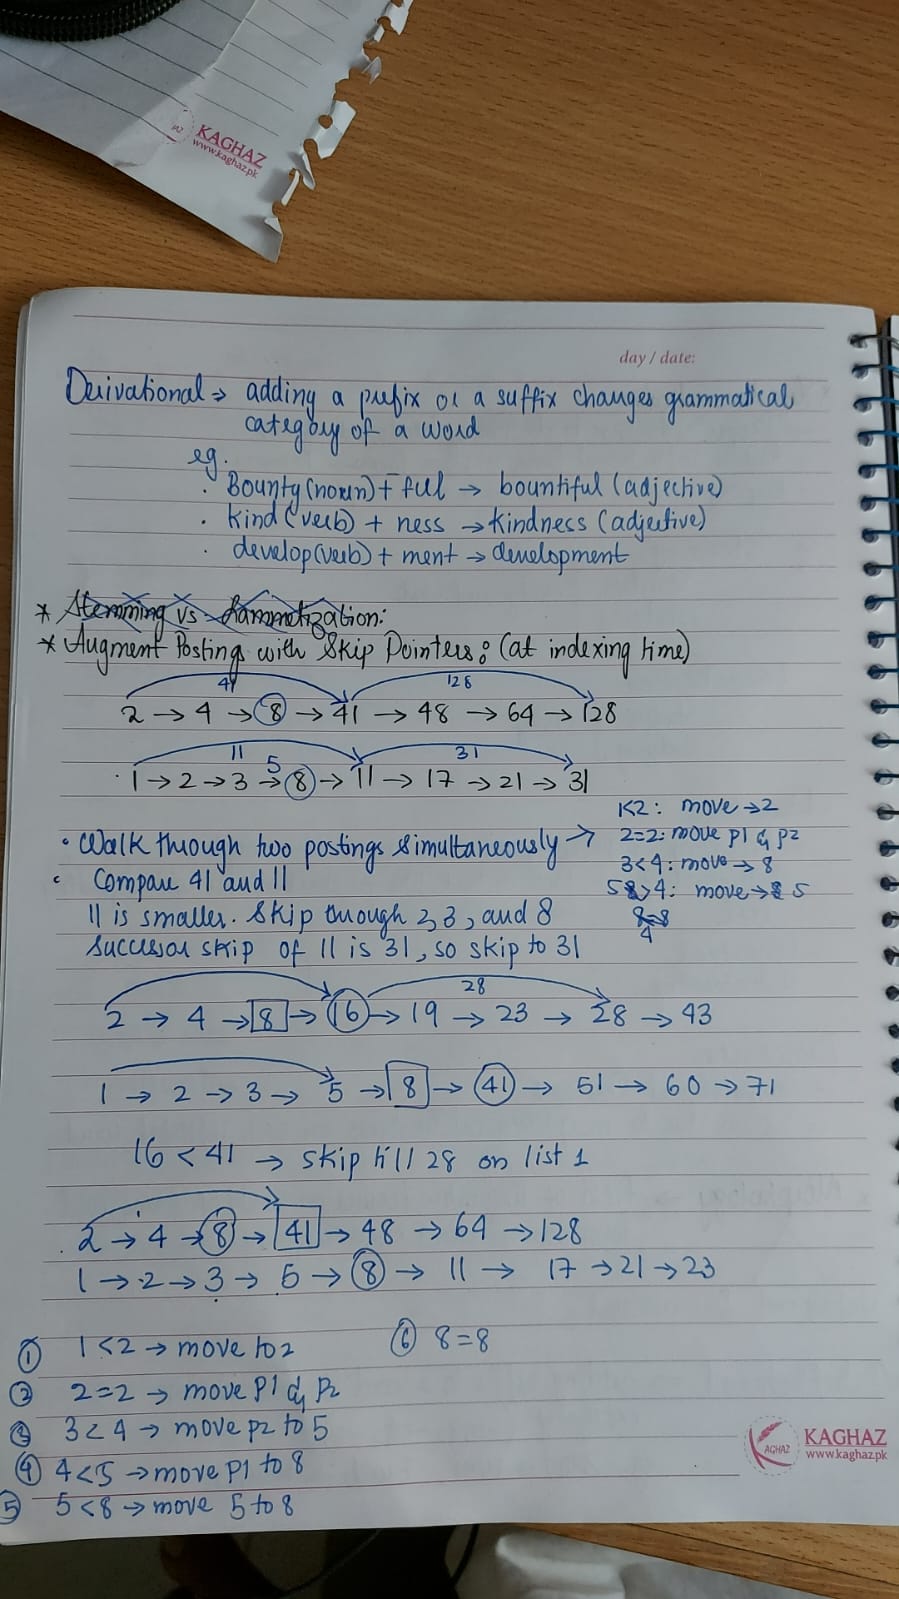 KAGHAZ
www.kaghaz.pk
day / date:
Derivational → adding a prefix or a suffix changes grammatical
category of a word
eg.
· Bounty(noun) + ful → bountiful (adjective)
· Kind(verb) + ness → Kindness (adjective)
· develop(verb) + ment → development
* Stemming vs Lammetization:
* Augment Posting with Skip Pointers: (at indexing time)
41 128
2 → 4 → 8 → 41 → 48 → 64 → 128
11 5 31
1 → 2 → 3 → 8 → 11 → 17 → 21 → 31
1<2: move → 2
• Walk through two postings simultaneously → 2=2: move p1 & p2
3<4: move → 8
• Compare 41 and 11
5>4: move → 5
11 is smaller. Skip through 2,3, and 8
8=8
4
Successor skip of 11 is 31, so skip to 31
28
2 → 4 → 8 → 16 → 19 → 23 → 28 → 43
1 → 2 → 3 → 5 → 8 → 41 → 51 → 60 → 71
16 < 41 → skip till 28 on list 1
2 → 4 → 8 → 41 → 48 → 64 → 128
1 → 2 → 3 → 5 → 8 → 11 → 17 → 21 → 23
① 1 < 2 → move to 2
⑥ 8 = 8
② 2 = 2 → move P1 & P2
③ 3 < 4 → move p2 to 5
④ 4 < 5 → move P1 to 8
⑤ 5 < 8 → move 5 to 8
KAGHAZ
www.kaghaz.pk